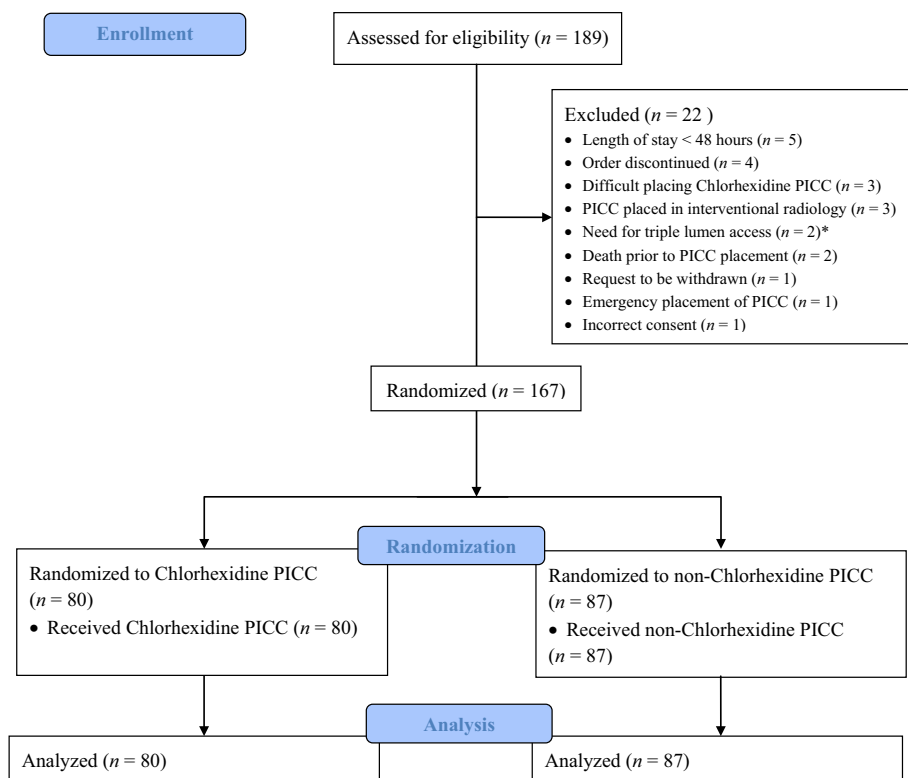 Enrollment
Assessed for eligibility (n = 189)
Excluded (n = 22 )
• Length of stay < 48 hours (n = 5)
• Order discontinued (n = 4)
• Difficult placing Chlorhexidine PICC (n = 3)
• PICC placed in interventional radiology (n = 3)
• Need for triple lumen access (n = 2)*
• Death prior to PICC placement (n = 2)
• Request to be withdrawn (n = 1)
• Emergency placement of PICC (n = 1)
• Incorrect consent (n = 1)
Randomized (n = 167)
Randomization
Randomized to Chlorhexidine PICC
(n = 80)
• Received Chlorhexidine PICC (n = 80)
Randomized to non-Chlorhexidine PICC
(n = 87)
• Received non-Chlorhexidine PICC
(n = 87)
Analysis
Analyzed (n = 80)
Analyzed (n = 87)